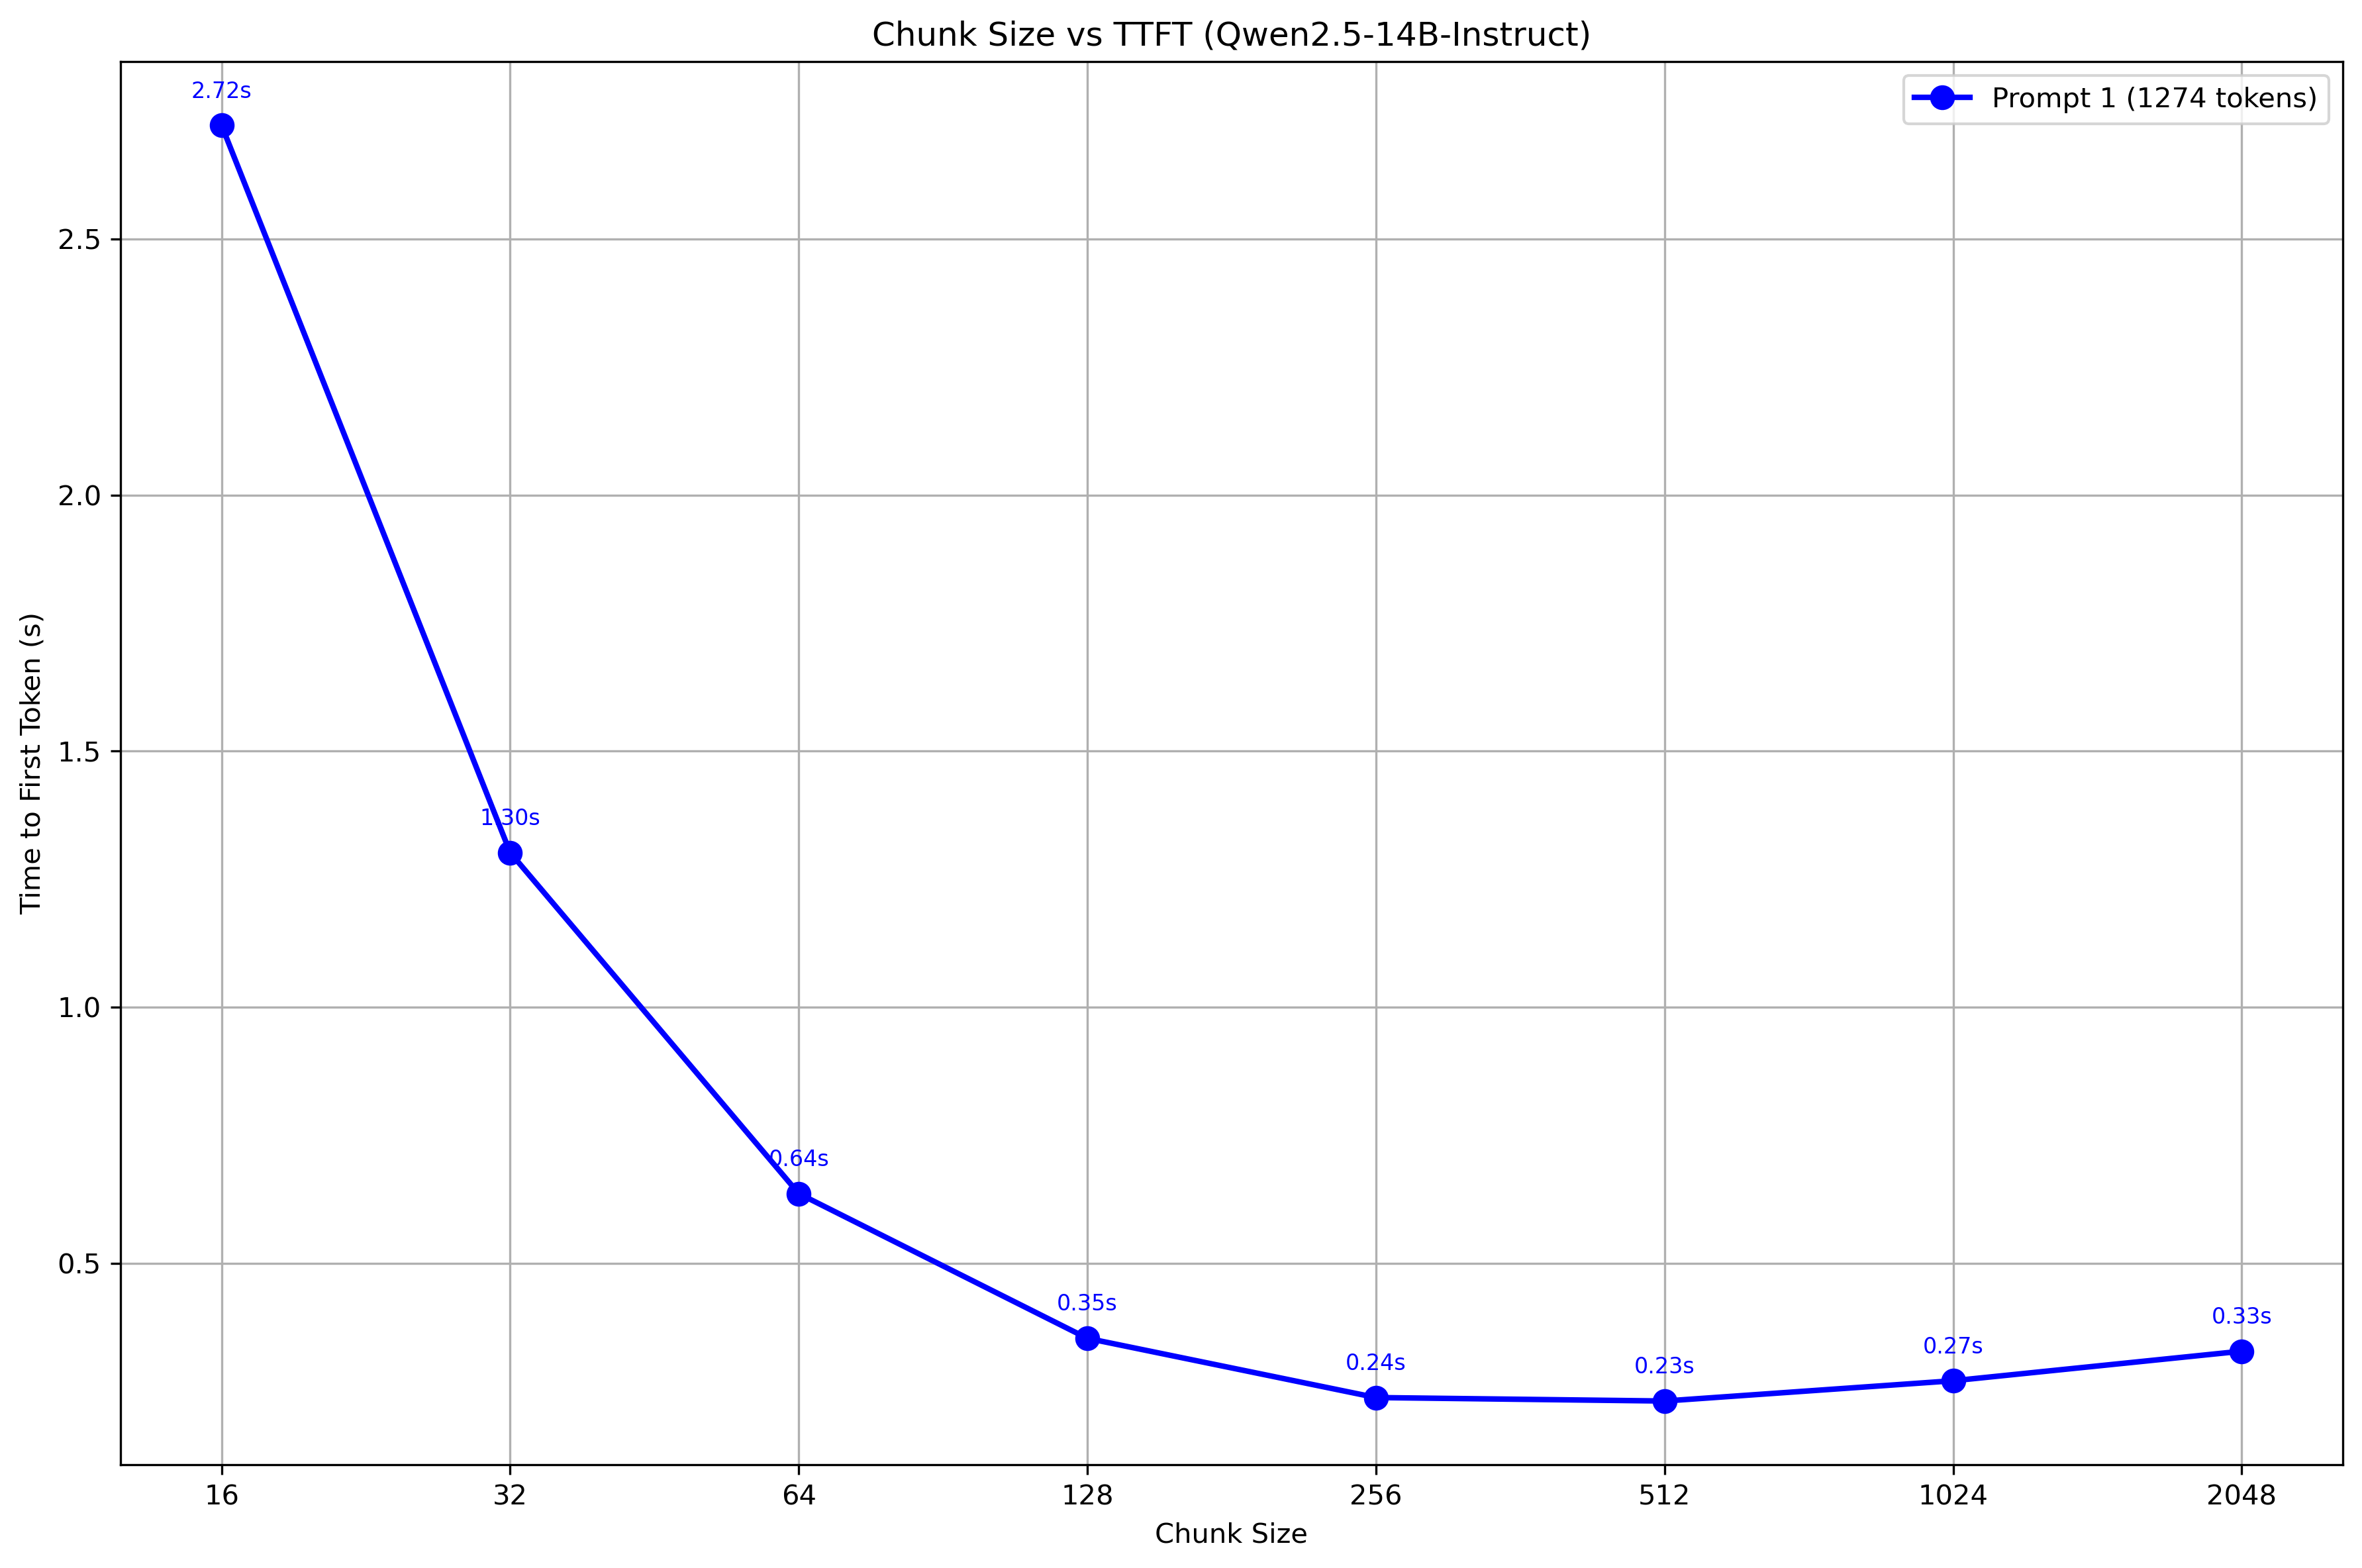 Chunk Size vs TTFT (Qwen2.5-14B-Instruct)
Prompt 1 (1274 tokens)
Time to First Token (s)
2.5
2.0
1.5
1.0
0.5
2.72s
1.30s
0.64s
0.35s
0.24s
0.23s
0.27s
0.33s
16 32 64 128 256 512 1024 2048
Chunk Size